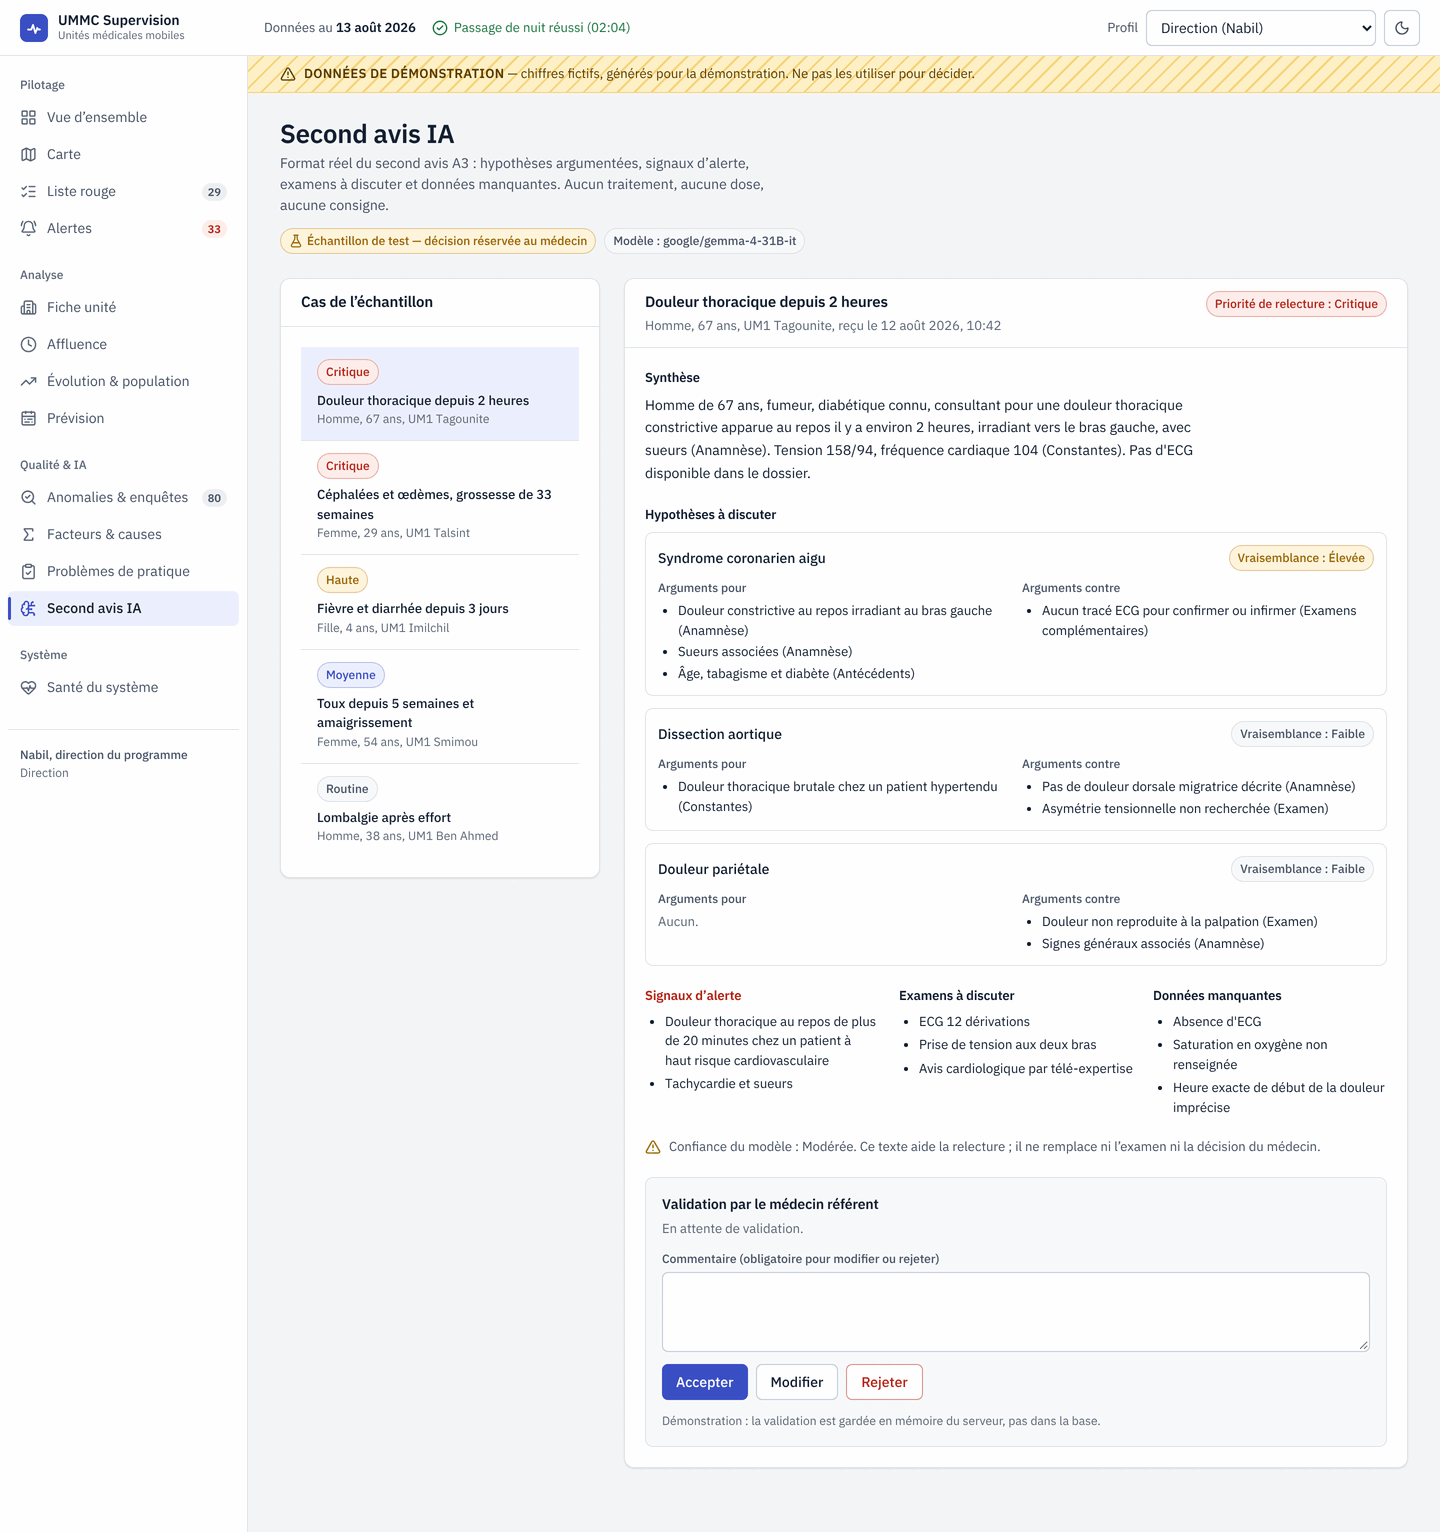 UMMC Supervision
Unités médicales mobiles
Données au 13 août 2026
Passage de nuit réussi (02:04)
Profil
Direction (Nabil)
Pilotage
Vue d’ensemble
Carte
Liste rouge
29
Alertes
33
Analyse
Fiche unité
Affluence
Évolution & population
Prévision
Qualité & IA
Anomalies & enquêtes
80
Facteurs & causes
Problèmes de pratique
Second avis IA
Système
Santé du système
Nabil, direction du programme
Direction
DONNÉES DE DÉMONSTRATION — chiffres fictifs, générés pour la démonstration. Ne pas les utiliser pour décider.
Second avis IA
Format réel du second avis A3 : hypothèses argumentées, signaux d’alerte,
examens à discuter et données manquantes. Aucun traitement, aucune dose,
aucune consigne.
Échantillon de test — décision réservée au médecin
Modèle : google/gemma-4-31B-it
Cas de l’échantillon
Critique
Douleur thoracique depuis 2 heures
Homme, 67 ans, UM1 Tagounite
Critique
Céphalées et œdèmes, grossesse de 33
semaines
Femme, 29 ans, UM1 Talsint
Haute
Fièvre et diarrhée depuis 3 jours
Fille, 4 ans, UM1 Imilchil
Moyenne
Toux depuis 5 semaines et
amaigrissement
Femme, 54 ans, UM1 Smimou
Routine
Lombalgie après effort
Homme, 38 ans, UM1 Ben Ahmed
Douleur thoracique depuis 2 heures
Homme, 67 ans, UM1 Tagounite, reçu le 12 août 2026, 10:42
Priorité de relecture : Critique
Synthèse
Homme de 67 ans, fumeur, diabétique connu, consultant pour une douleur thoracique
constrictive apparue au repos il y a environ 2 heures, irradiant vers le bras gauche, avec
sueurs (Anamnèse). Tension 158/94, fréquence cardiaque 104 (Constantes). Pas d'ECG
disponible dans le dossier.
Hypothèses à discuter
Syndrome coronarien aigu
Vraisemblance : Élevée
Arguments pour
Douleur constrictive au repos irradiant au bras gauche
(Anamnèse)
Sueurs associées (Anamnèse)
Âge, tabagisme et diabète (Antécédents)
Arguments contre
Aucun tracé ECG pour confirmer ou infirmer (Examens
complémentaires)
Dissection aortique
Vraisemblance : Faible
Arguments pour
Douleur thoracique brutale chez un patient hypertendu
(Constantes)
Arguments contre
Pas de douleur dorsale migratrice décrite (Anamnèse)
Asymétrie tensionnelle non recherchée (Examen)
Douleur pariétale
Vraisemblance : Faible
Arguments pour
Aucun.
Arguments contre
Douleur non reproduite à la palpation (Examen)
Signes généraux associés (Anamnèse)
Signaux d’alerte
Douleur thoracique au repos de plus
de 20 minutes chez un patient à
haut risque cardiovasculaire
Tachycardie et sueurs
Examens à discuter
ECG 12 dérivations
Prise de tension aux deux bras
Avis cardiologique par télé-expertise
Données manquantes
Absence d'ECG
Saturation en oxygène non
renseignée
Heure exacte de début de la douleur
imprécise
Confiance du modèle : Modérée. Ce texte aide la relecture ; il ne remplace ni l’examen ni la décision du médecin.
Validation par le médecin référent
En attente de validation.
Commentaire (obligatoire pour modifier ou rejeter)
Accepter
Modifier
Rejeter
Démonstration : la validation est gardée en mémoire du serveur, pas dans la base.